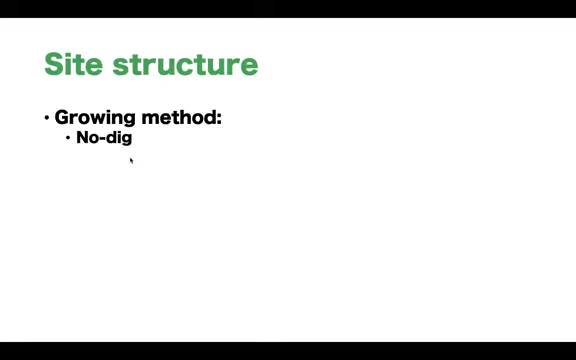 Site structure
• Growing method:
• No-dig